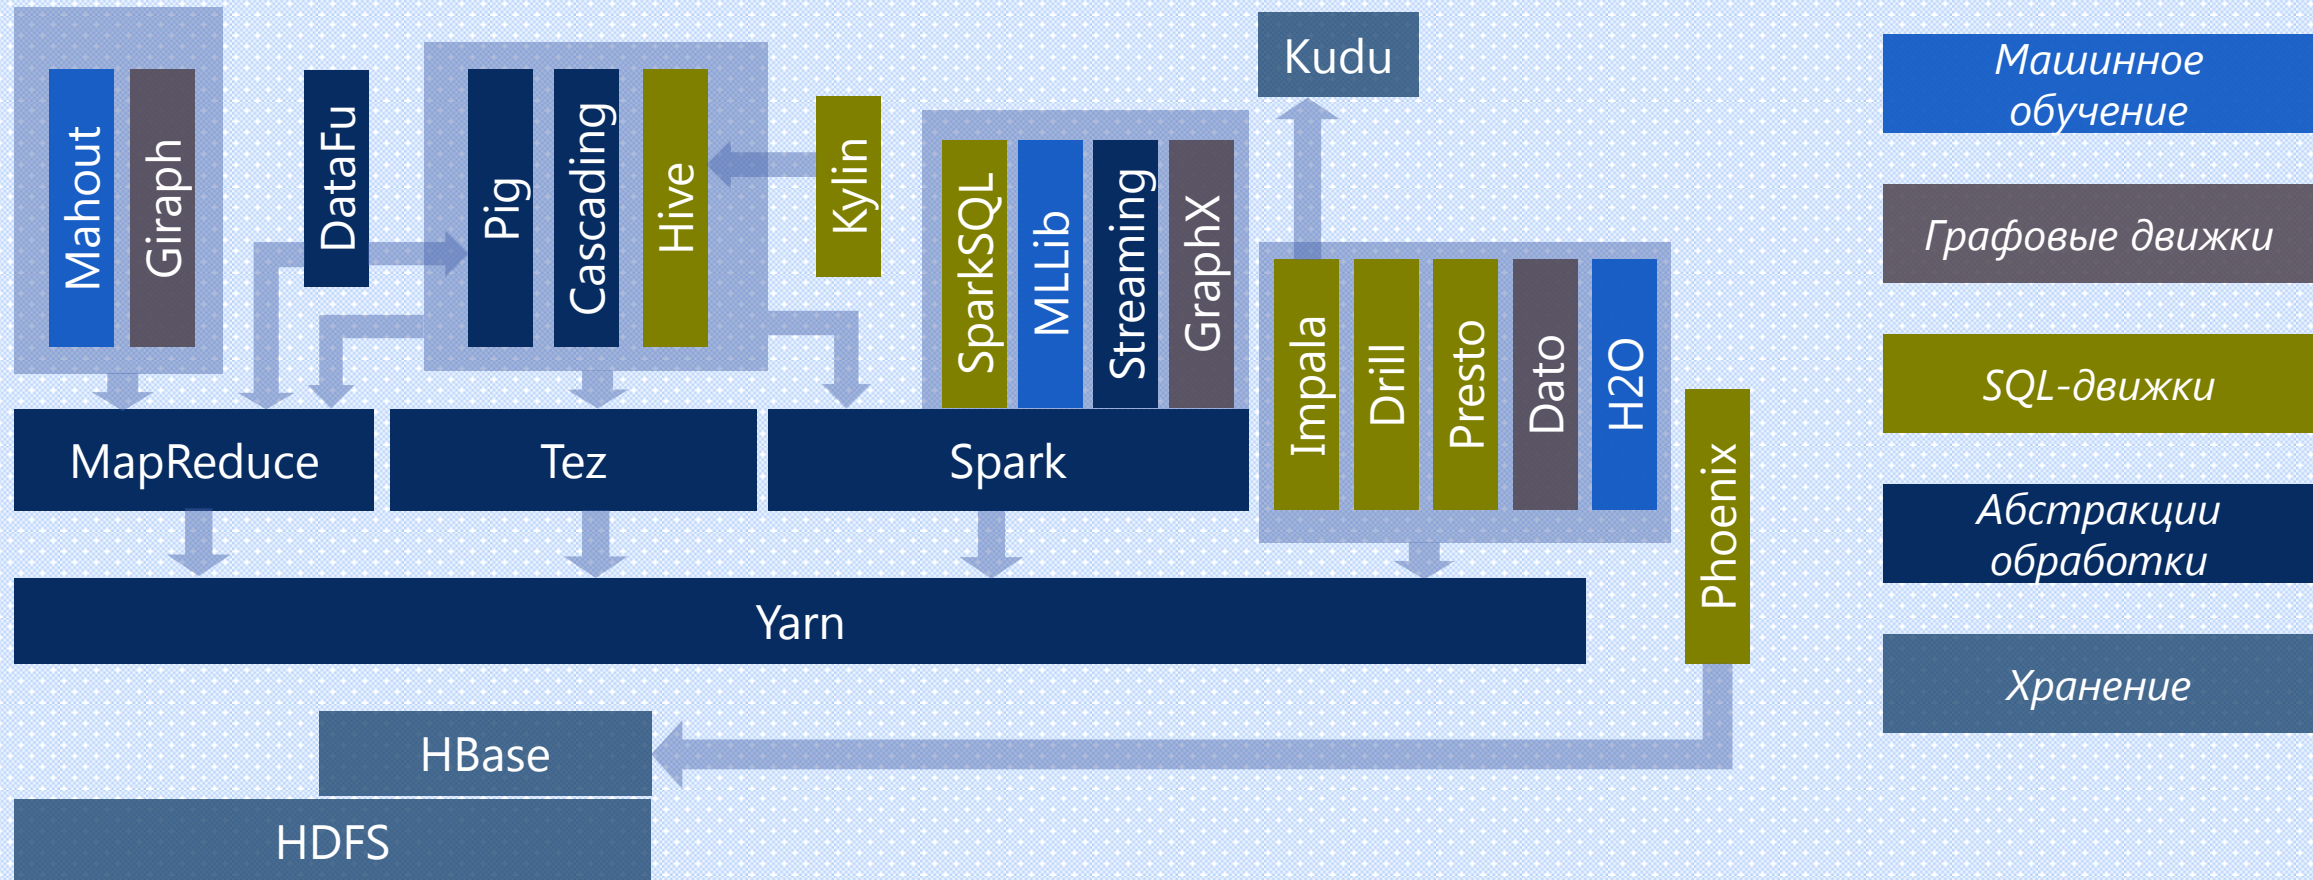 Mahout
Giraph
DataFu
Pig
Cascading
Hive
Kylin
SparkSQL
MLLib
Streaming
GraphX
Kudu
Impala
Drill
Presto
Dato
H2O
Phoenix
MapReduce
Tez
Spark
Yarn
HBase
HDFS
Машинное
обучение
Графовые движки
SQL-движки
Абстракции
обработки
Хранение